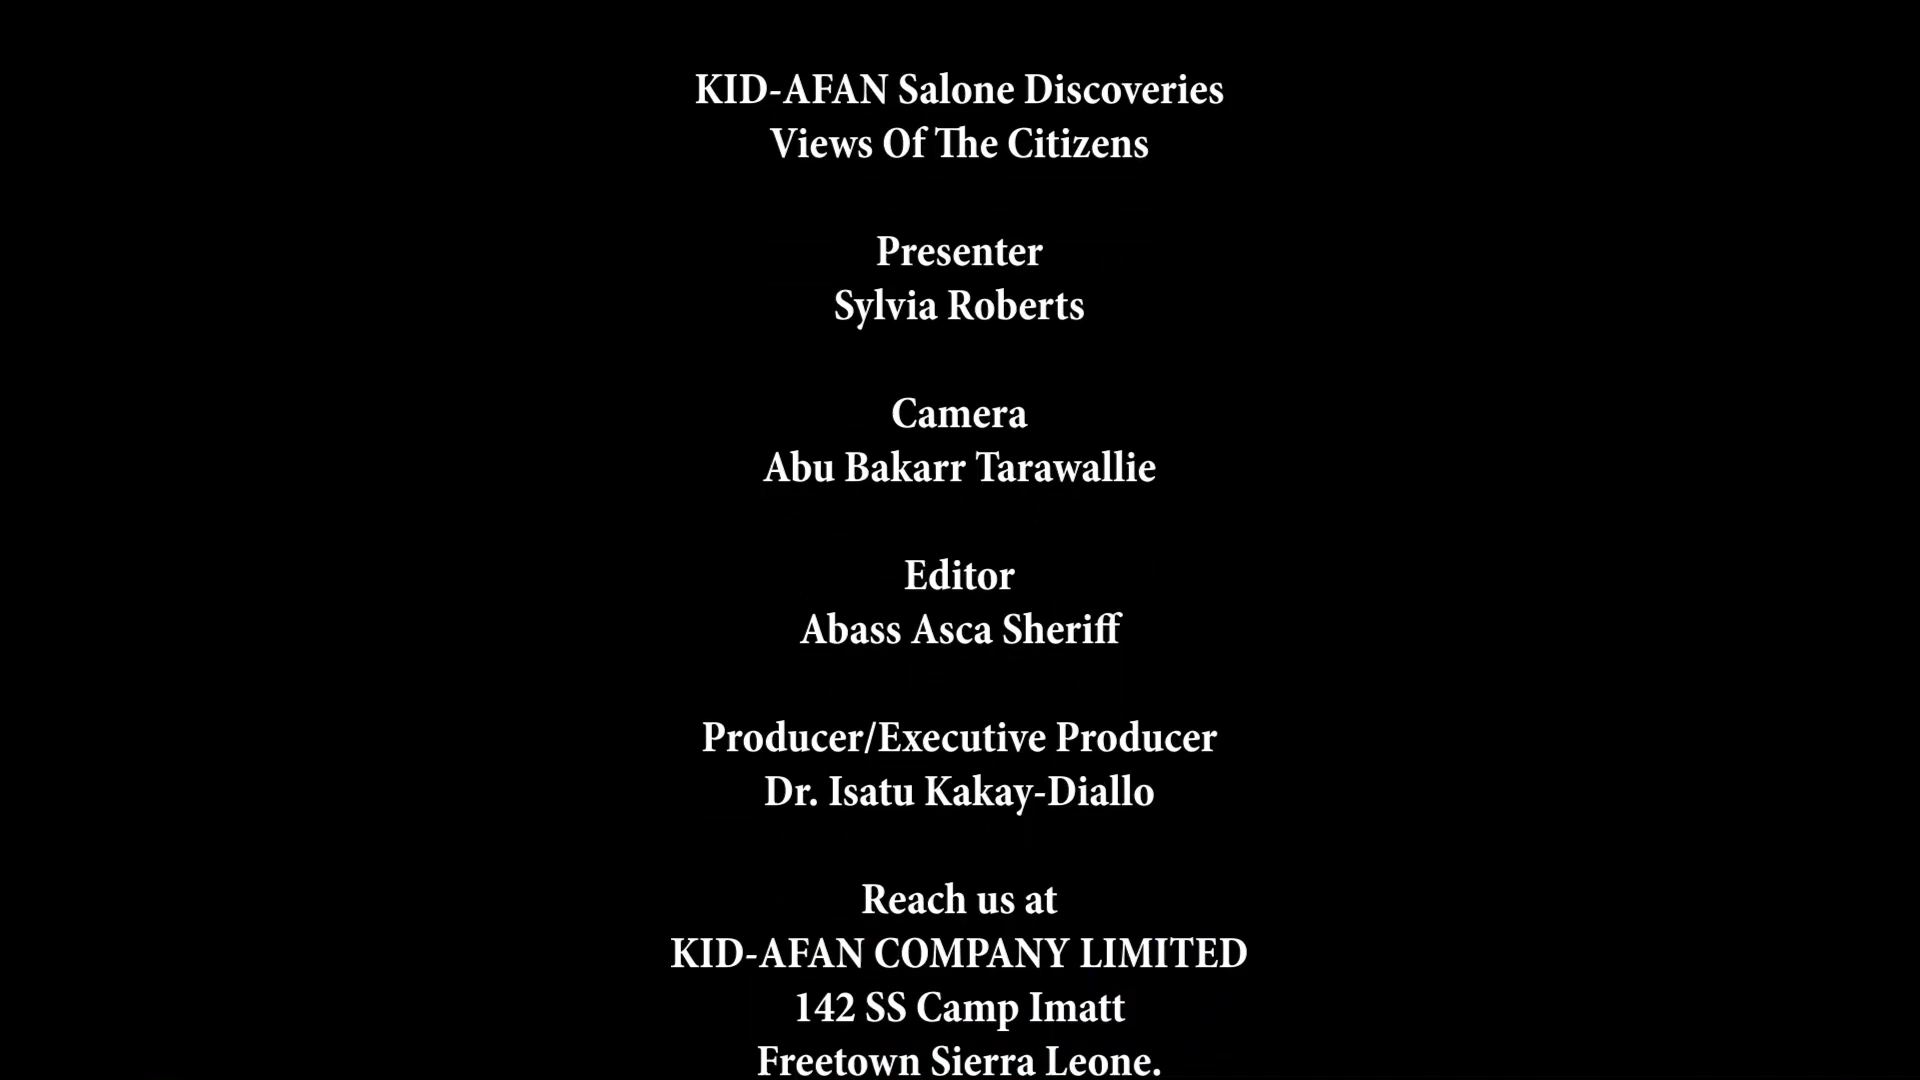 KID-AFAN Salone Discoveries
Views Of The Citizens
Presenter
Sylvia Roberts
Camera
Abu Bakarr Tarawallie
Editor
Abass Asca Sheriff
Producer/Executive Producer
Dr. Isatu Kakay-Diallo
Reach us at
KID-AFAN COMPANY LIMITED
142 SS Camp Imatt
Freetown Sierra Leone.